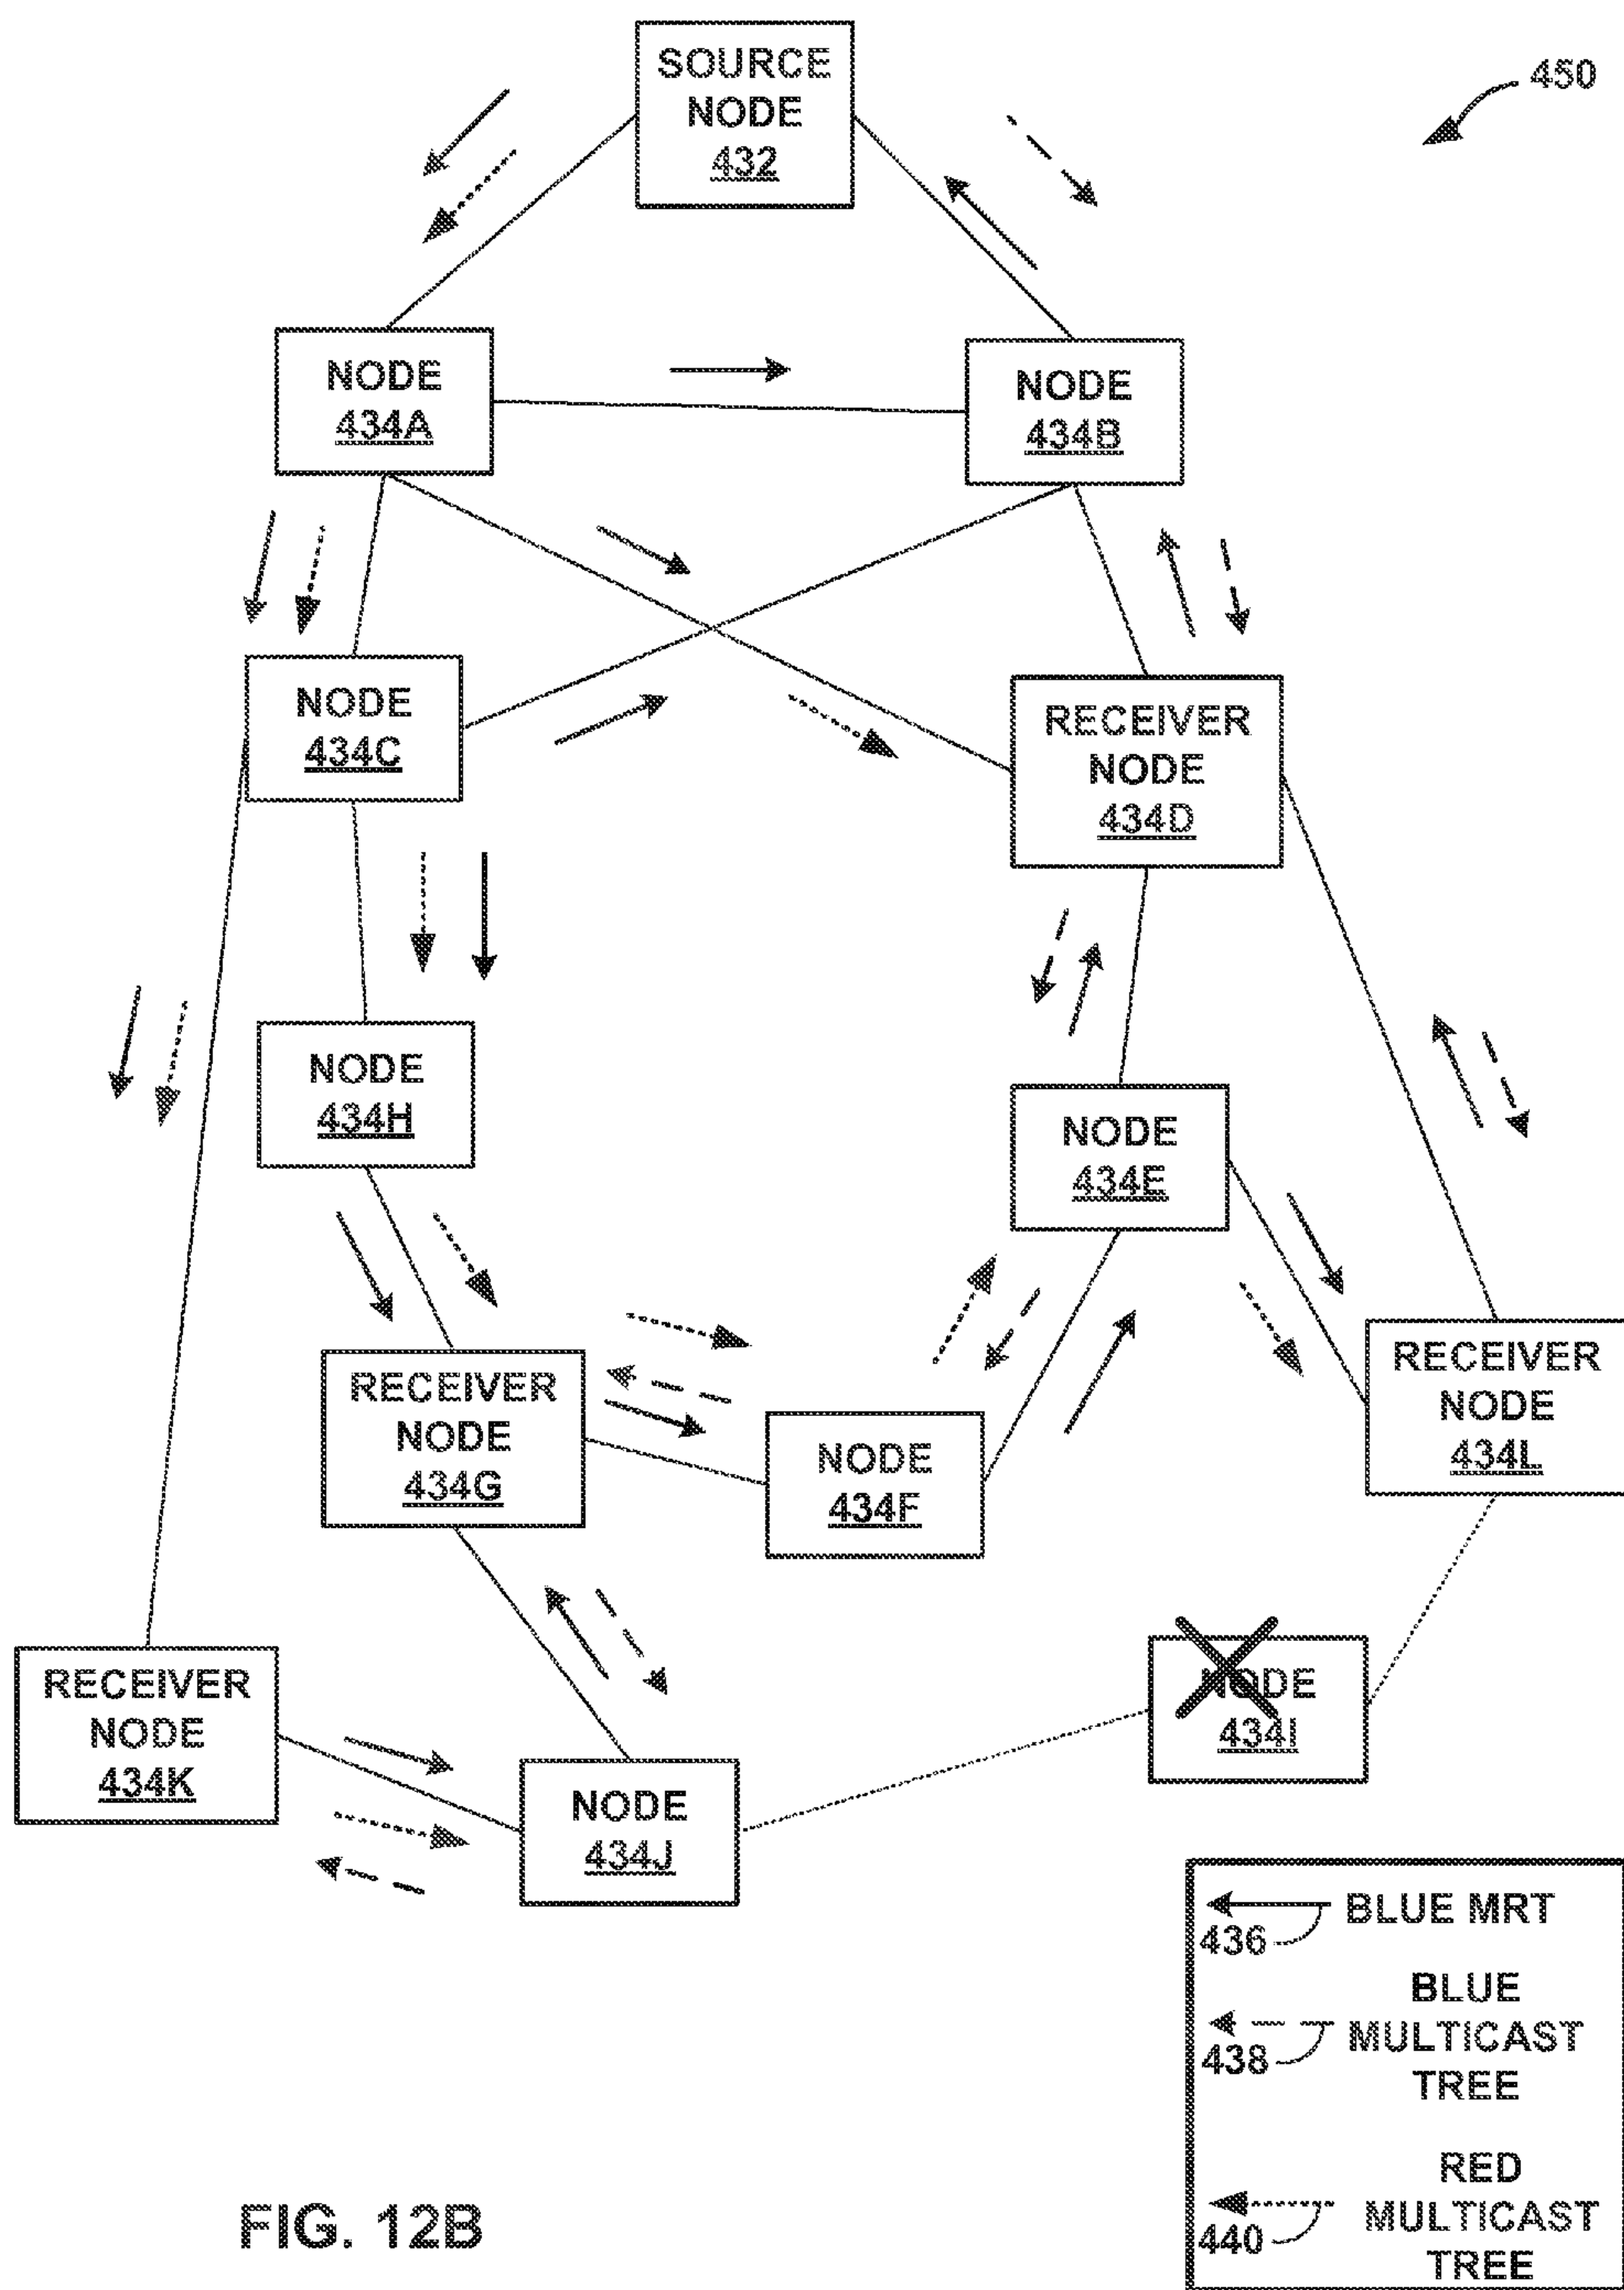 SOURCE
NODE
432
450
NODE
434A
NODE
434B
NODE
434C
RECEIVER
NODE
434D
NODE
434H
NODE
434E
RECEIVER
NODE
434G
NODE
434F
RECEIVER
NODE
434L
RECEIVER
NODE
434K
NODE
434J
NODE
434I
BLUE MRT
436
BLUE
MULTICAST
TREE
438
RED
MULTICAST
TREE
440
FIG. 12B